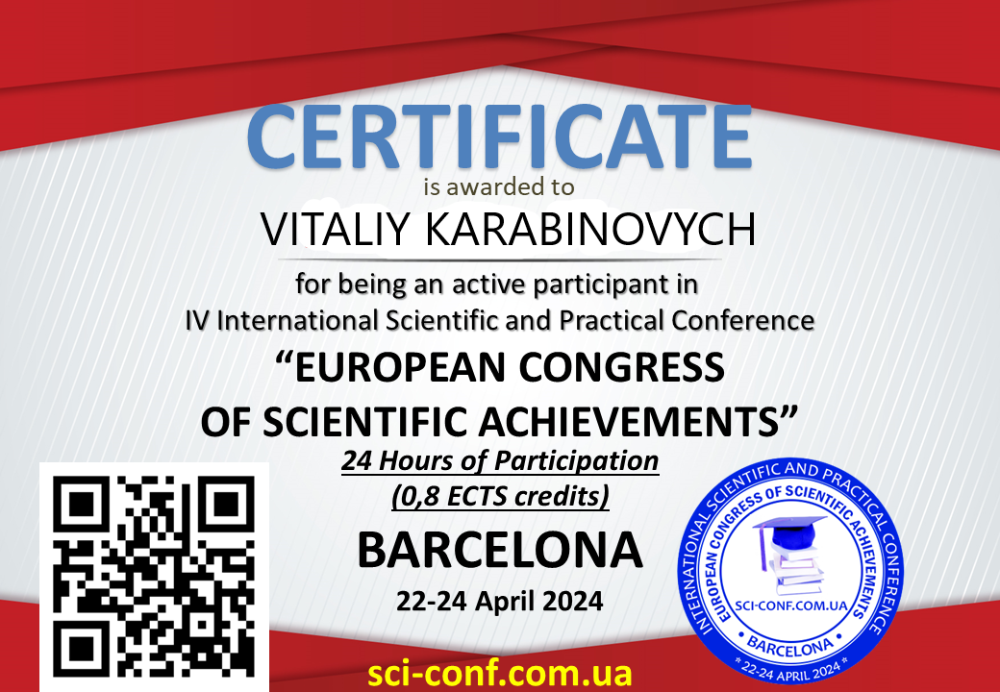 CERTIFICATE
is awarded to
VITALIY KARABINOVYCH
for being an active participant in
IV International Scientific and Practical Conference
“EUROPEAN CONGRESS
OF SCIENTIFIC ACHIEVEMENTS”
24 Hours of Participation
(0,8 ECTS credits)
BARCELONA
22-24 April 2024
sci-conf.com.ua
INTERNATIONAL SCIENTIFIC AND PRACTICAL CONFERENCE
EUROPEAN CONGRESS OF SCIENTIFIC ACHIEVEMENTS
SCI-CONF.COM.UA
• BARCELONA •
* 22-24 APRIL 2024 *